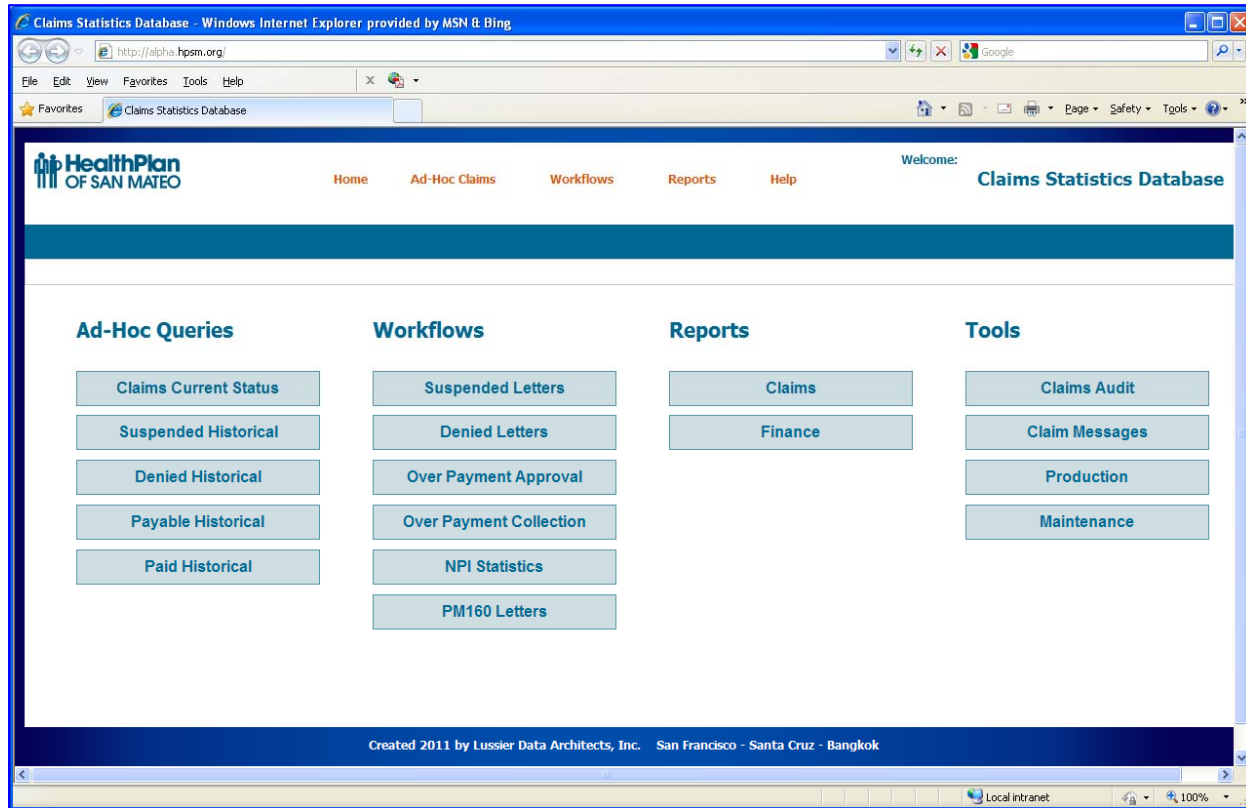 Claims Statistics Database - Windows Internet Explorer provided by MSN & Bing
http://alpha.hpsm.org/
Google
File Edit View Favorites Tools Help
x
Favorites
Claims Statistics Database
Page Safety Tools
HealthPlan
OF SAN MATEO
Home Ad-Hoc Claims Workflows Reports Help
Welcome:
Claims Statistics Database
Ad-Hoc Queries
Claims Current Status
Suspended Historical
Denied Historical
Payable Historical
Paid Historical
Workflows
Suspended Letters
Denied Letters
Over Payment Approval
Over Payment Collection
NPI Statistics
PM160 Letters
Reports
Claims
Finance
Tools
Claims Audit
Claim Messages
Production
Maintenance
Created 2011 by Lussier Data Architects, Inc. San Francisco - Santa Cruz - Bangkok
Local intranet
100%